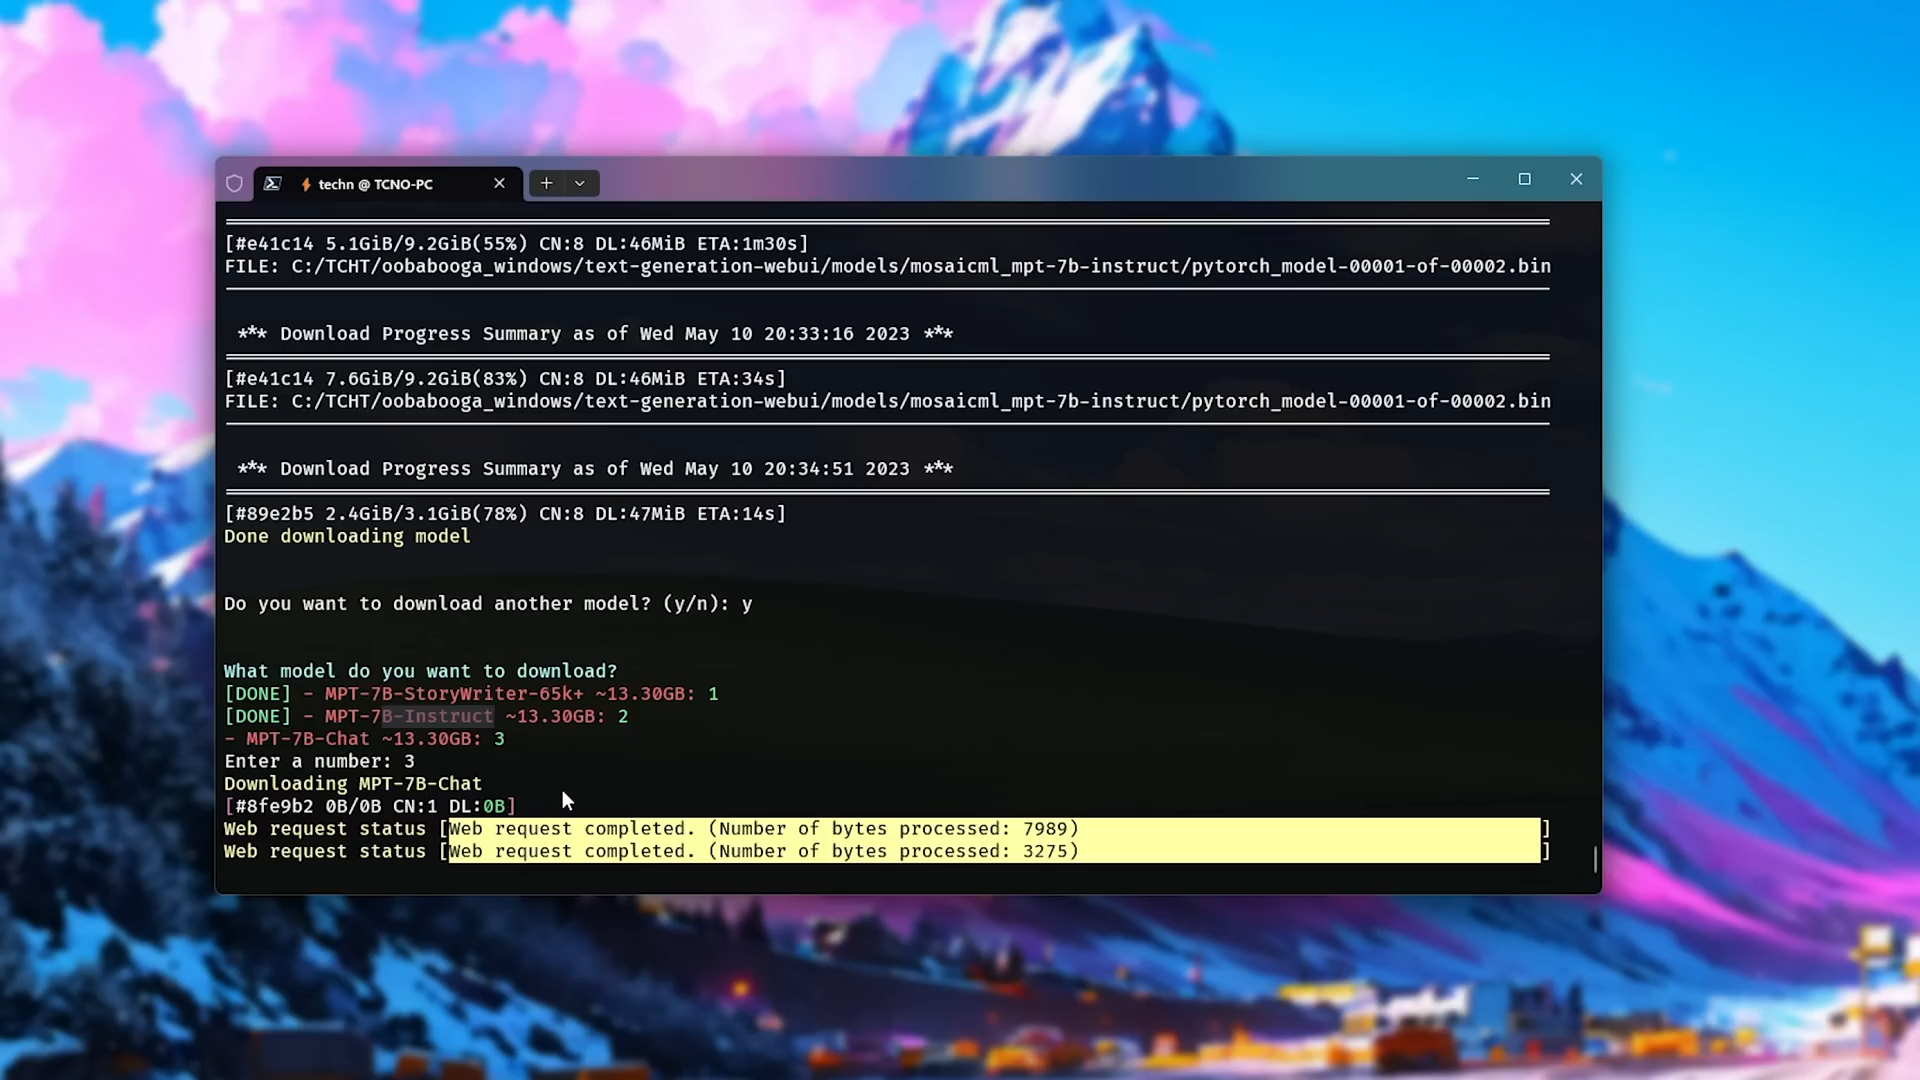 techn @ TCNO-PC
[#e41c14 5.1GiB/9.2GiB(55%) CN:8 DL:46MiB ETA:1m30s]
FILE: C:/TCHT/oobabooga_windows/text-generation-webui/models/mosaicml_mpt-7b-instruct/pytorch_model-00001-of-00002.bin
*** Download Progress Summary as of Wed May 10 20:33:16 2023 ***
[#e41c14 7.6GiB/9.2GiB(83%) CN:8 DL:46MiB ETA:34s]
FILE: C:/TCHT/oobabooga_windows/text-generation-webui/models/mosaicml_mpt-7b-instruct/pytorch_model-00001-of-00002.bin
*** Download Progress Summary as of Wed May 10 20:34:51 2023 ***
[#89e2b5 2.4GiB/3.1GiB(78%) CN:8 DL:47MiB ETA:14s]
Done downloading model
Do you want to download another model? (y/n): y
What model do you want to download?
[DONE] - MPT-7B-StoryWriter-65k+ ~13.30GB: 1
[DONE] - MPT-7B-Instruct ~13.30GB: 2
- MPT-7B-Chat ~13.30GB: 3
Enter a number: 3
Downloading MPT-7B-Chat
[#8fe9b2 0B/0B CN:1 DL:0B]
Web request status [Web request completed. (Number of bytes processed: 7989) ]
Web request status [Web request completed. (Number of bytes processed: 3275) ]